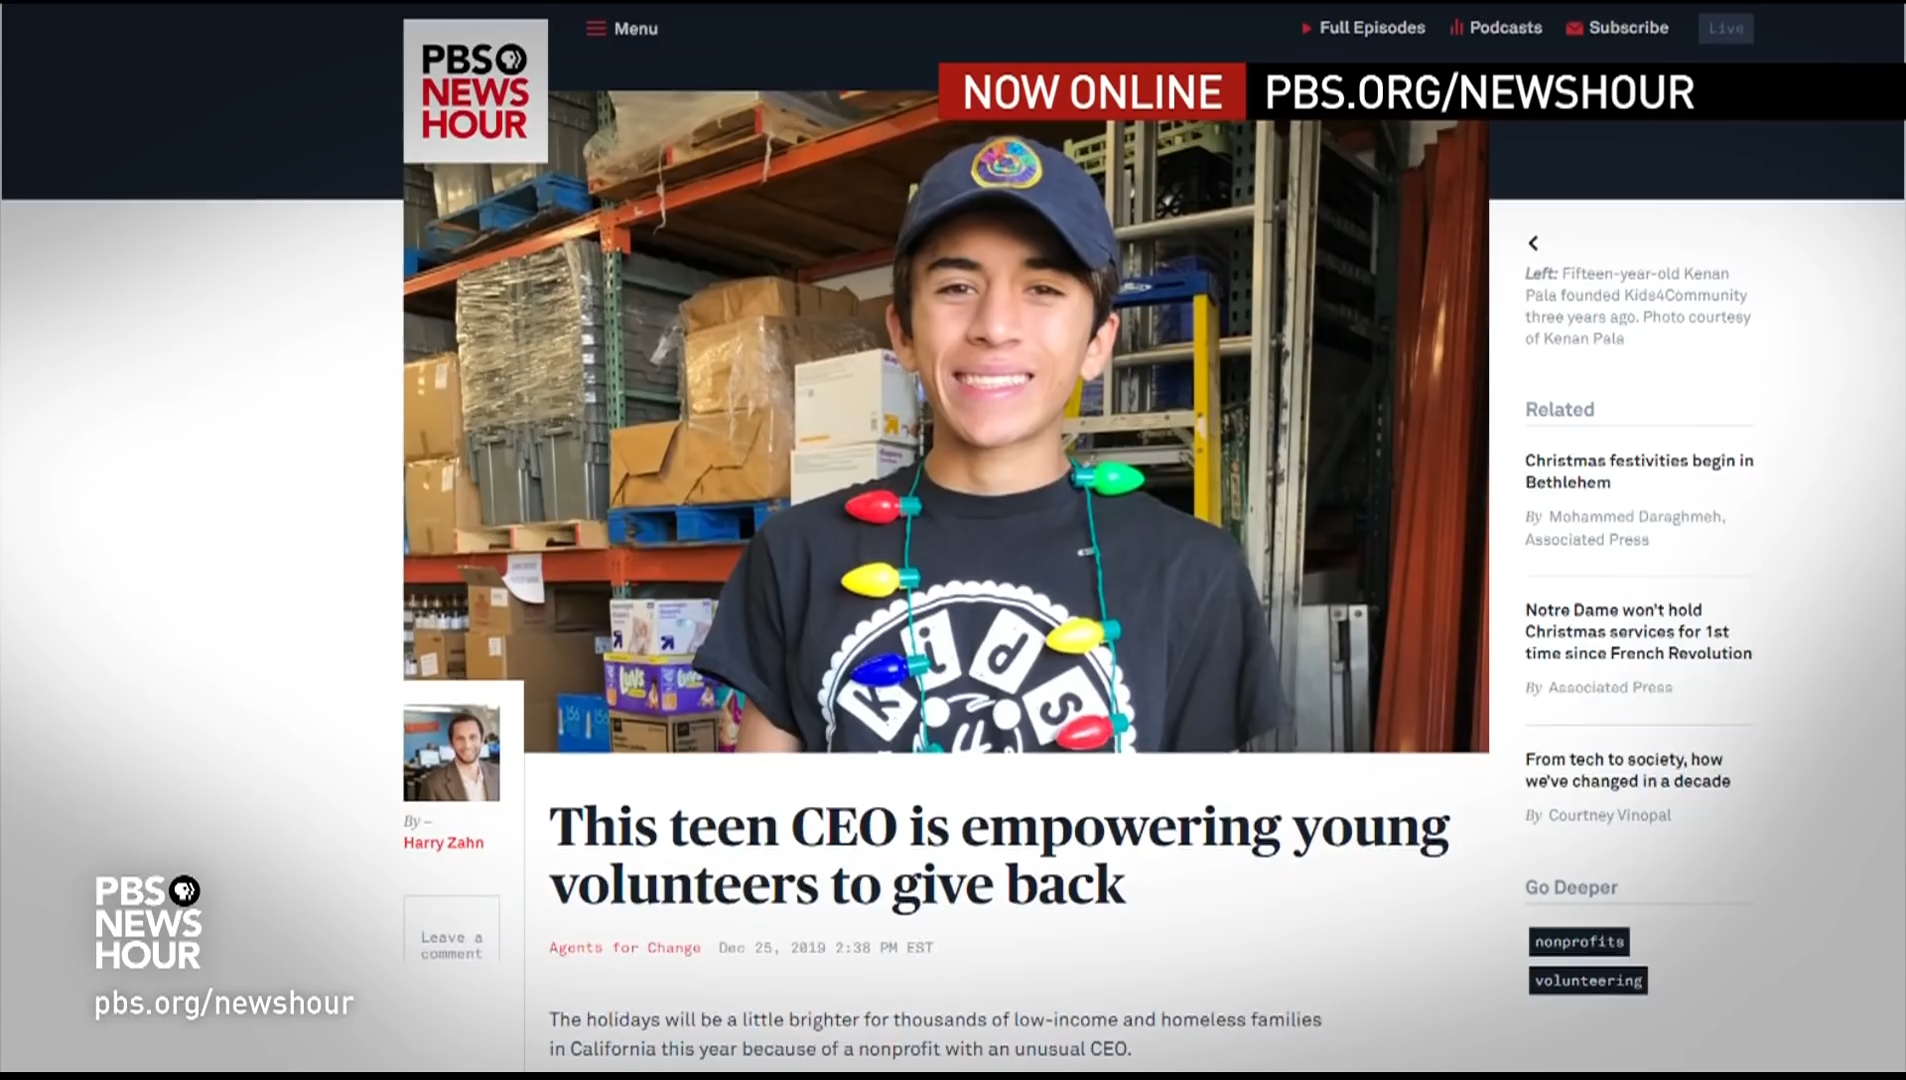 PBS
NEWS
HOUR
Menu
Full Episodes
Podcasts
Subscribe
Live
NOW ONLINE
PBS.ORG/NEWSHOUR
Left: Fifteen-year-old Kenan
Pala founded Kids4Community
three years ago. Photo courtesy
of Kenan Pala
Related
Christmas festivities begin in
Bethlehem
By Mohammed Daraghmeh,
Associated Press
Notre Dame won't hold
Christmas services for 1st
time since French Revolution
By Associated Press
From tech to society, how
we've changed in a decade
By Courtney Vinopal
Go Deeper
nonprofits
volunteering
kids
4
Luvs
156
By –
Harry Zahn
Leave a
comment
This teen CEO is empowering young
volunteers to give back
Agents for Change Dec 25, 2019 2:38 PM EST
The holidays will be a little brighter for thousands of low-income and homeless families
in California this year because of a nonprofit with an unusual CEO.
PBS
NEWS
HOUR
pbs.org/newshour